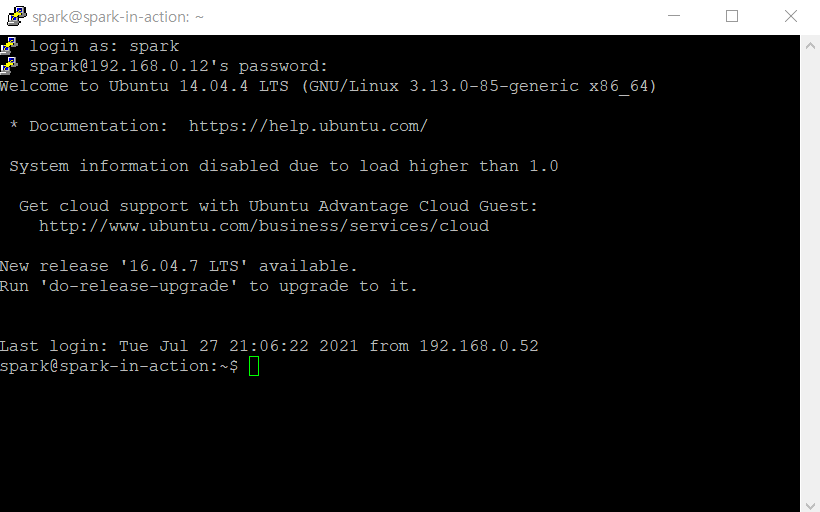 spark@spark-in-action: ~
login as: spark
spark@192.168.0.12's password:
Welcome to Ubuntu 14.04.4 LTS (GNU/Linux 3.13.0-85-generic x86_64)
* Documentation:  https://help.ubuntu.com/
System information disabled due to load higher than 1.0
Get cloud support with Ubuntu Advantage Cloud Guest:
http://www.ubuntu.com/business/services/cloud
New release '16.04.7 LTS' available.
Run 'do-release-upgrade' to upgrade to it.
Last login: Tue Jul 27 21:06:22 2021 from 192.168.0.52
spark@spark-in-action:~$